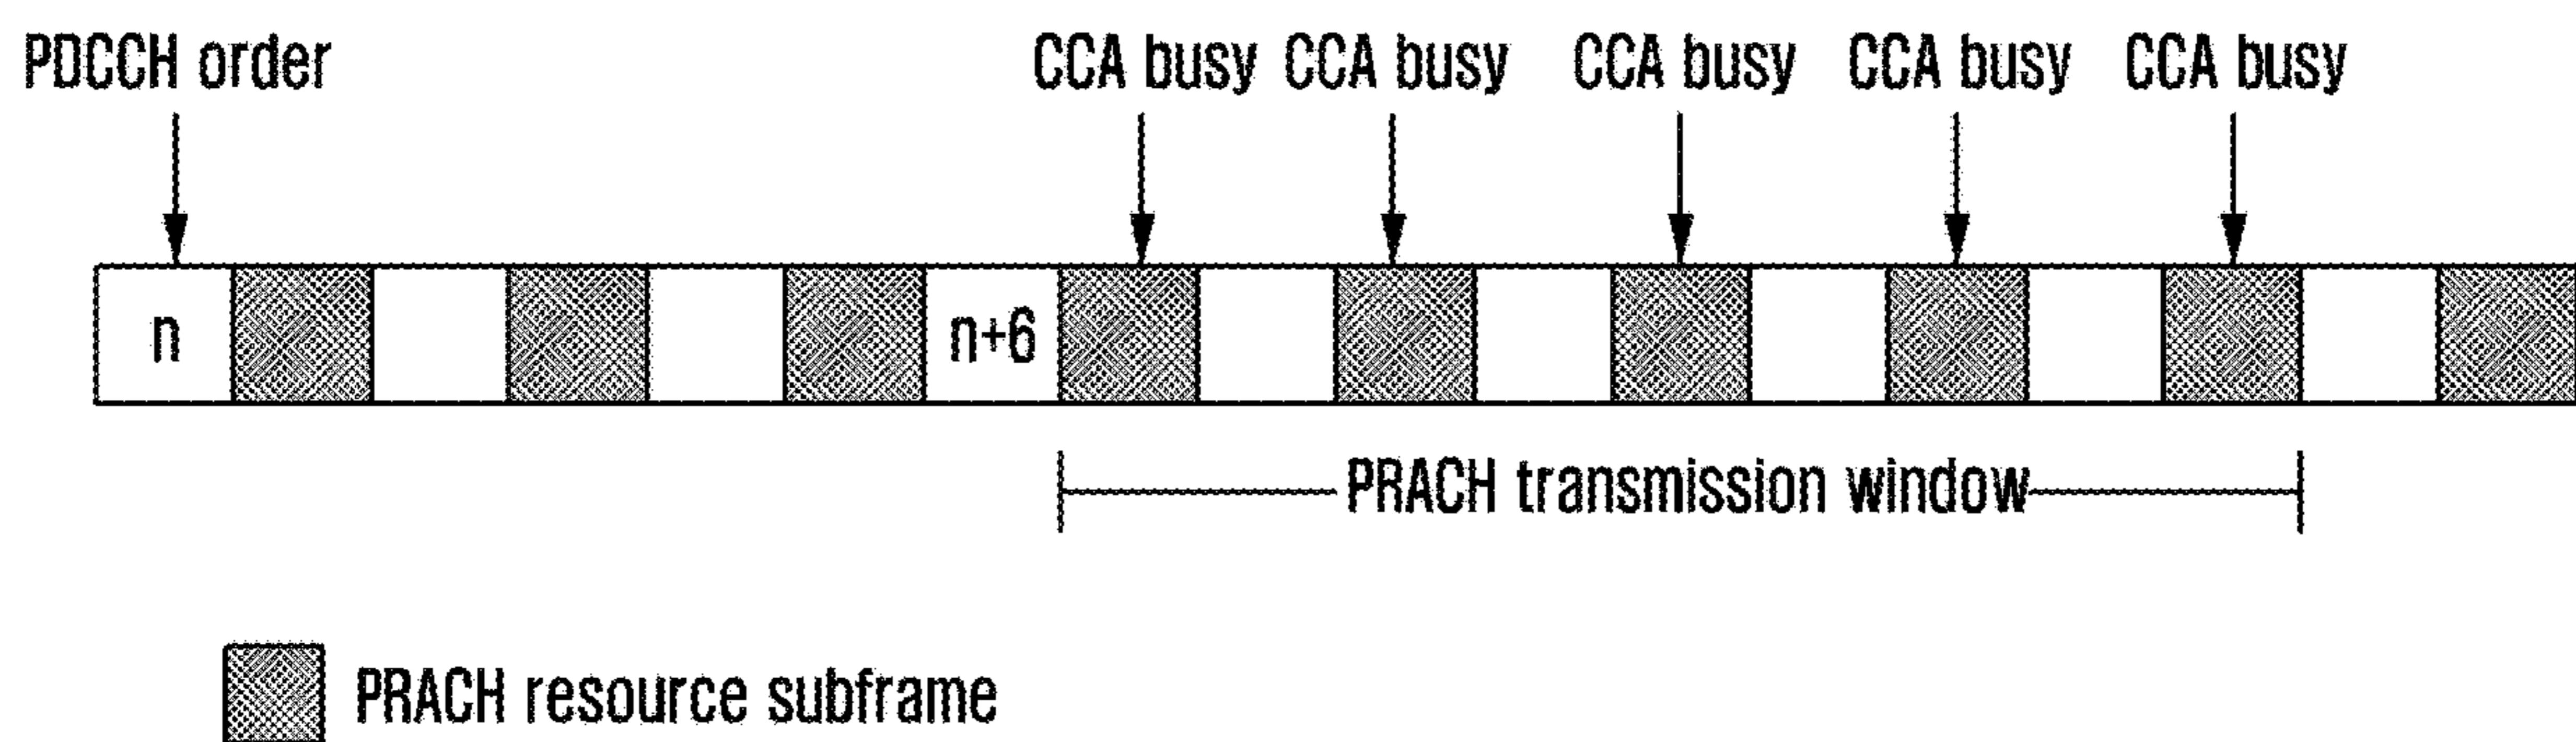 PDCCH order
CCA busy CCA busy CCA busy CCA busy CCA busy
n n+6
PRACH transmission window
PRACH resource subframe